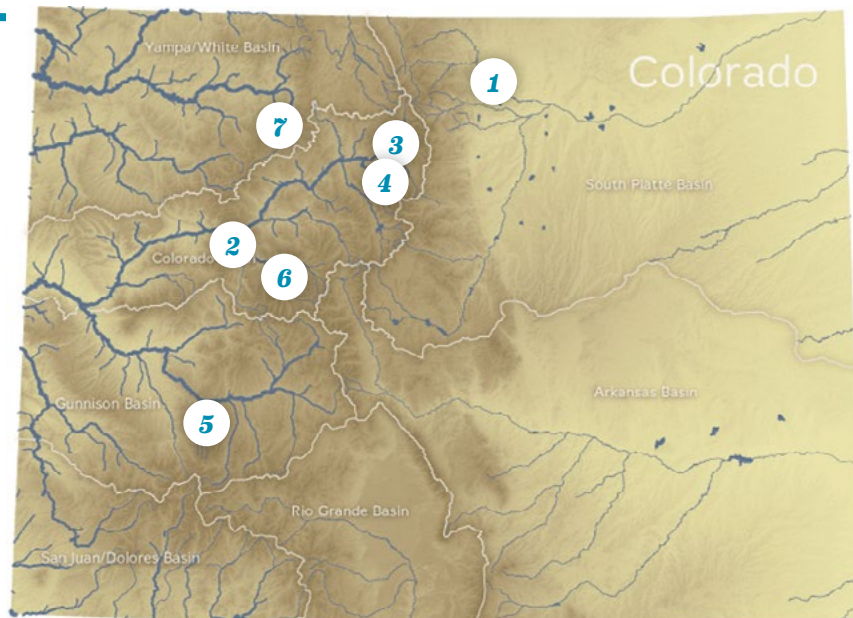 Yampa/White Basin
Colorado
1
7
3
4
South Platte Basin
2
Colorado
6
Arkansas Basin
Gunnison Basin
5
Rio Grande Basin
San Juan/Dolores Basin